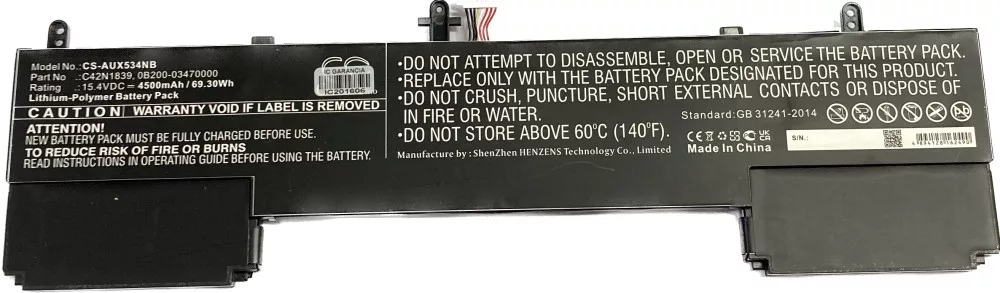 Model No.: CS-AUX534NB
Part No : C42N1839, 0B200-03470000
Rating : 15.4VDC⎓ 4500mAh / 69.30Wh
Lithium-Polymer Battery Pack
CAUTION! WARRANTY VOID IF LABEL IS REMOVED
ATTENTION!
NEW BATTERY PACK MUST BE FULLY CHARGED BEFORE USE.
TO REDUCE RISK OF FIRE OR BURNS
READ INSTRUCTIONS IN OPERATING GUIDE BEFORE USING THE BATTERY.
IC GARANCIA
IC201606
•DO NOT ATTEMPT TO DISASSEMBLE, OPEN OR SERVICE THE BATTERY PACK.
•REPLACE ONLY WITH THE BATTERY PACK DESIGNATED FOR THIS PRODUCT.
•DO NOT CRUSH, PUNCTURE, SHORT EXTERNAL CONTACTS OR DISPOSE OF
IN FIRE OR WATER.
•DO NOT STORE ABOVE 60°C (140°F).
Manufacture by : ShenZhen HENZENS Technology Co., Limited
Standard: GB 31241-2014
Made In China
S/N.: